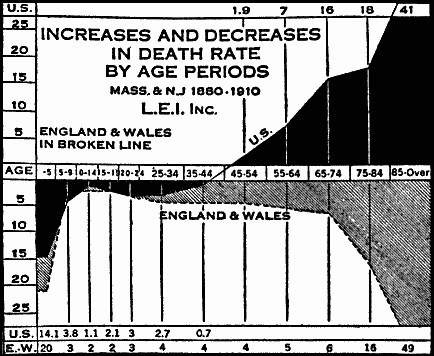 U.S. 1.9 7 16 18 41
INCREASES AND DECREASES
IN DEATH RATE
BY AGE PERIODS
MASS. & N.J 1880-1910
L.E.I. INC.
ENGLAND & WALES
IN BROKEN LINE
25
20
15
10
5
U.S.
AGE -5 5-9 0-14 15-19 20-24 25-34 35-44 45-54 55-64 65-74 75-84 85-Over
5
10
15
20
25
ENGLAND & WALES
U.S. 14.1 3.8 1.1 2.1 3 2.7 0.7
E.-W. 20 3 2 2 3 4 4 4 5 6 16 49